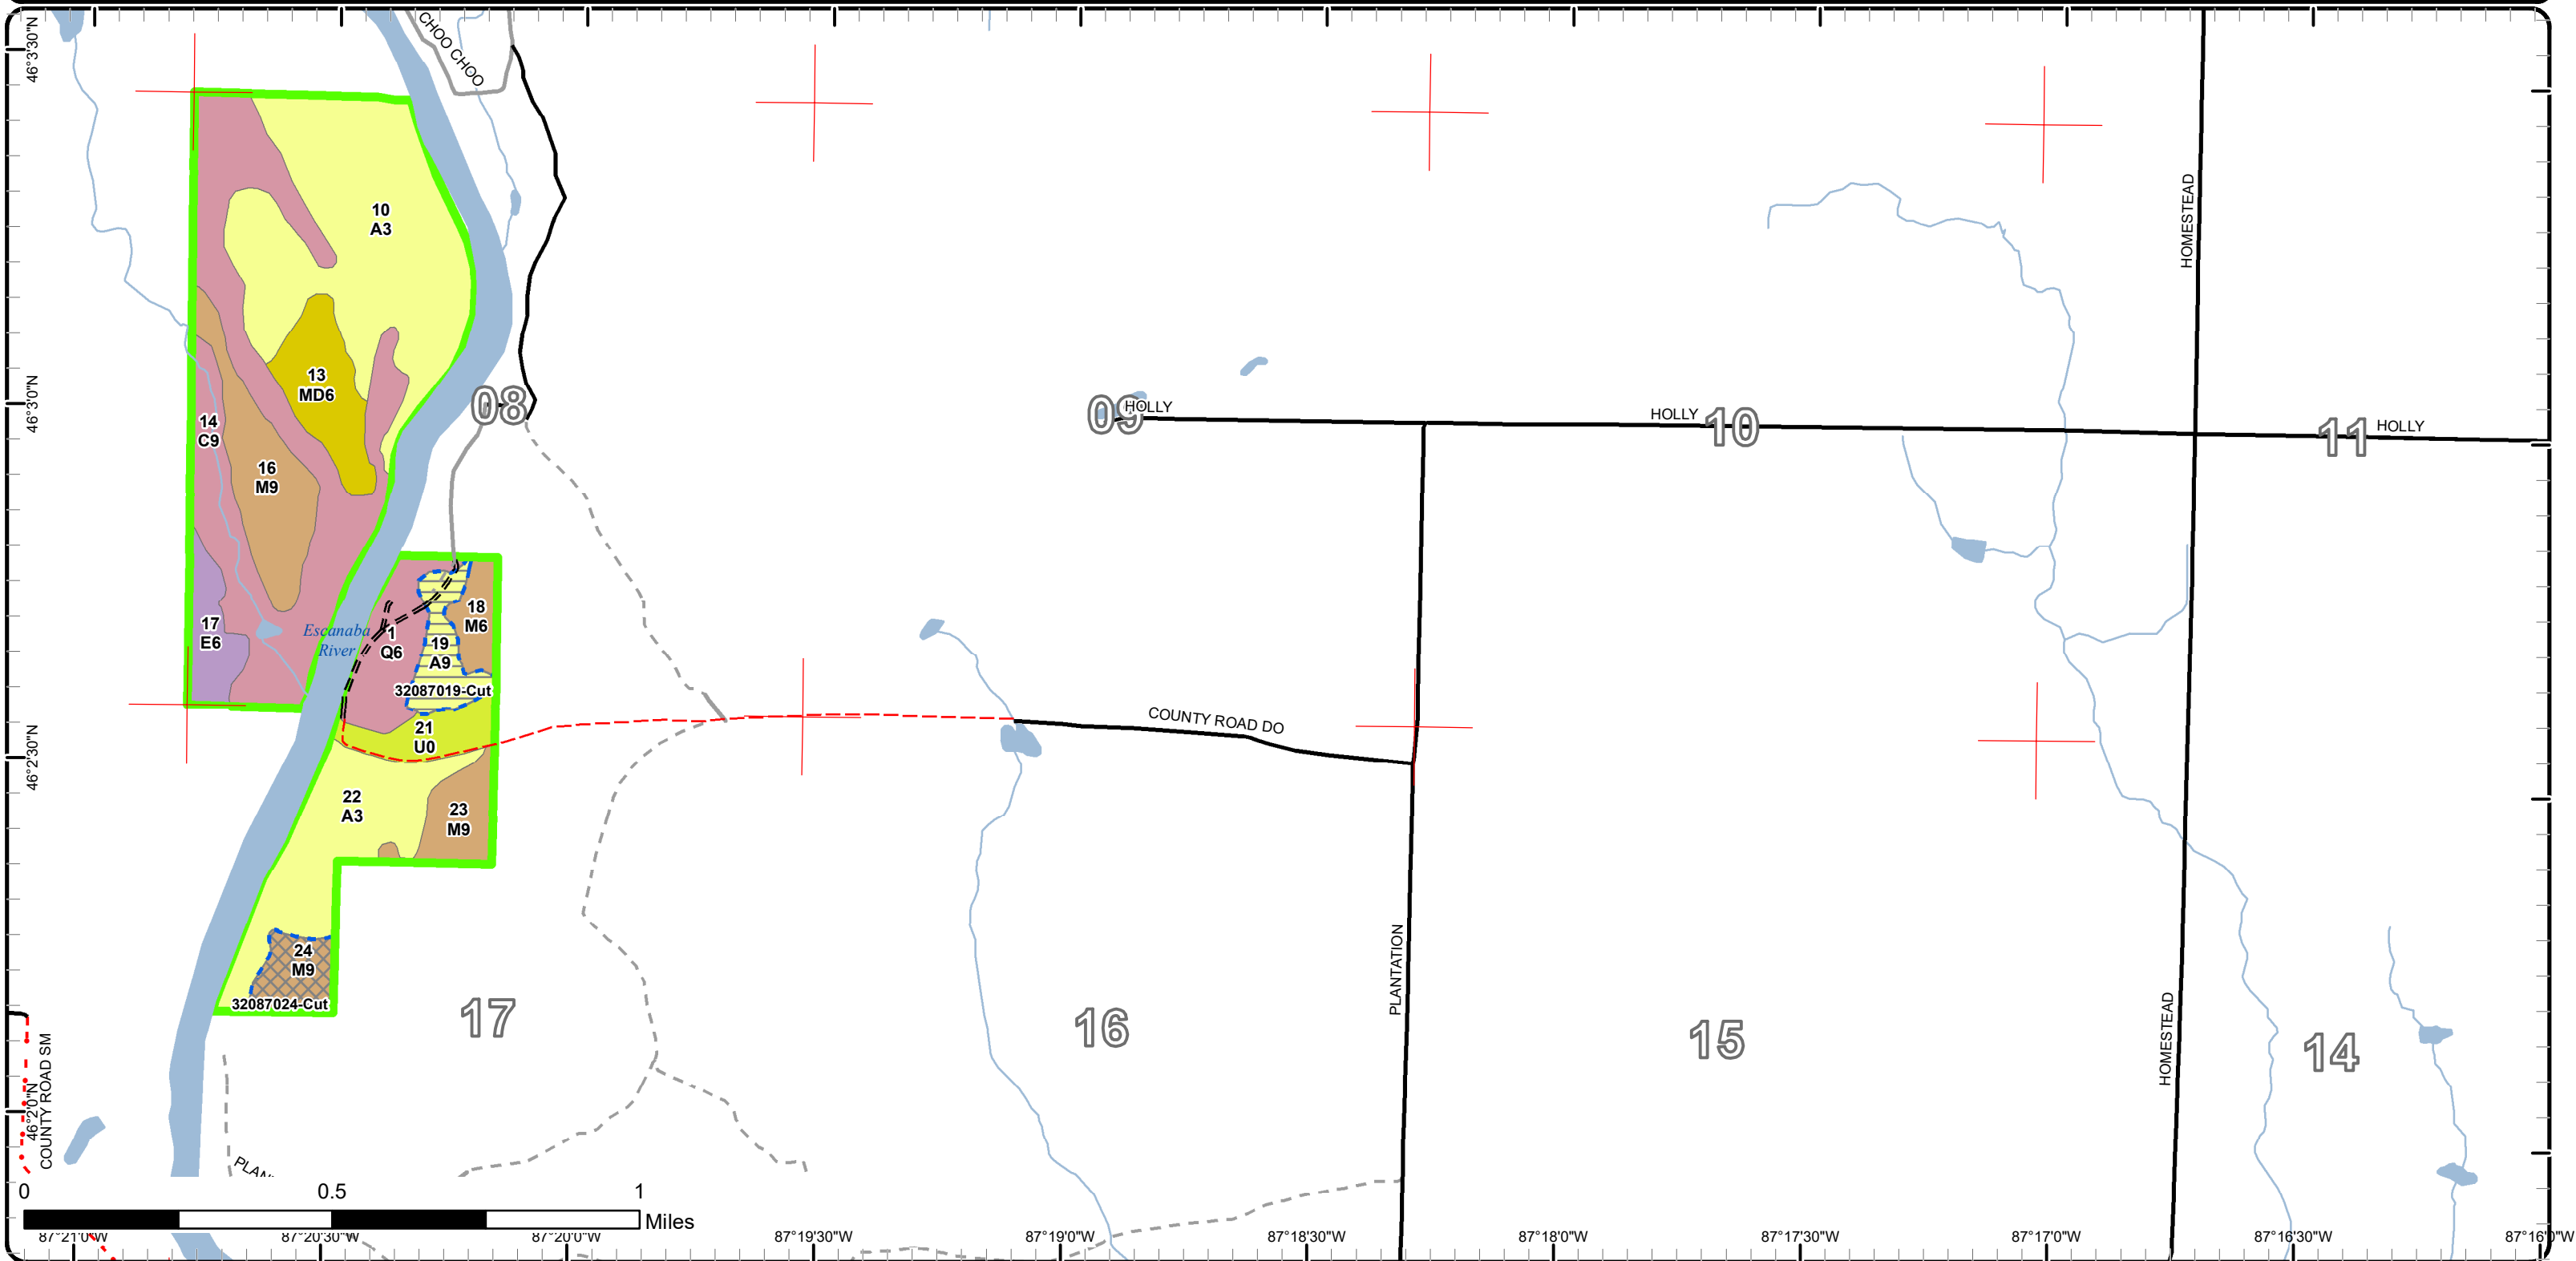 CHOO CHOO
46°3'30"N
10
A3
HOMESTEAD
13
MD6
46°3'0"N
08
09
HOLLY
HOLLY
10
11
HOLLY
14
C9
16
M9
18
M6
17
E6
Escanaba
River
1
Q6
19
A9
32087019-Cut
21
U0
COUNTY ROAD DO
46°2'30"N
22
A3
23
M9
24
M9
32087024-Cut
PLANTATION
17
16
15
14
HOMESTEAD
COUNTY ROAD SM
46°2'0"N
0
0.5
1
Miles
87°21'0"W
87°20'30"W
87°20'0"W
87°19'30"W
87°19'0"W
87°18'30"W
87°18'0"W
87°17'30"W
87°17'0"W
87°16'30"W
87°16'0"W